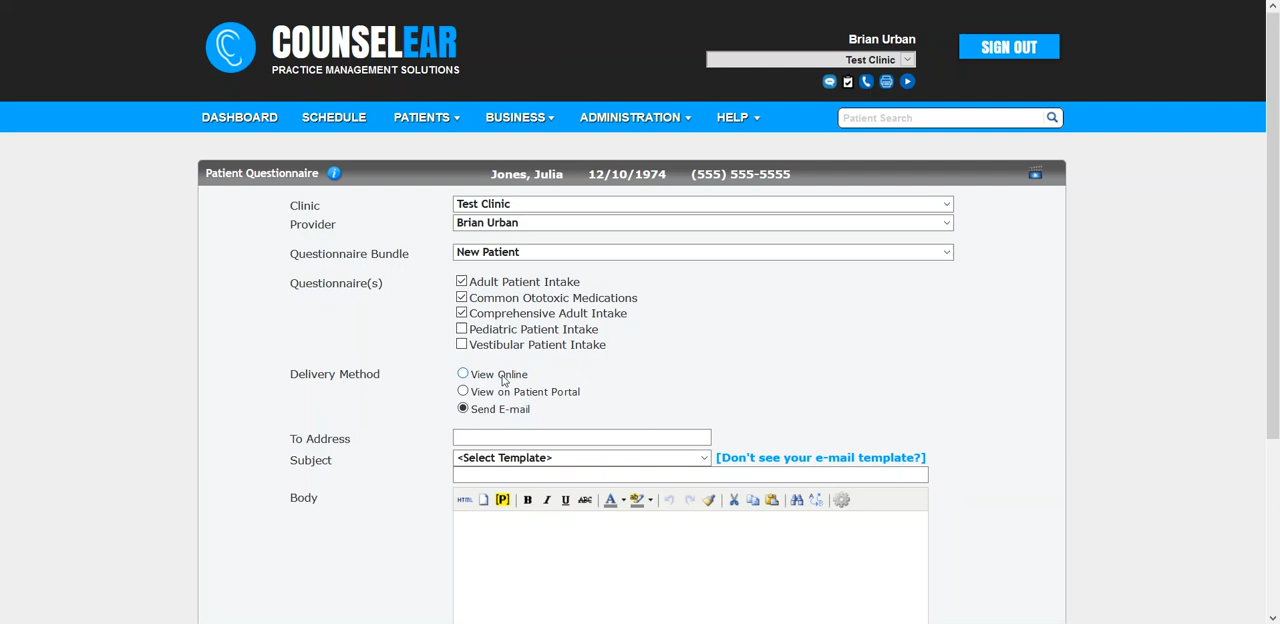 COUNSELEAR
PRACTICE MANAGEMENT SOLUTIONS
Brian Urban
Test Clinic
SIGN OUT
DASHBOARD SCHEDULE PATIENTS BUSINESS ADMINISTRATION HELP Patient Search
Patient Questionnaire i Jones, Julia 12/10/1974 (555) 555-5555
Clinic Test Clinic
Provider Brian Urban
Questionnaire Bundle New Patient
Questionnaire(s) Adult Patient Intake
Common Ototoxic Medications
Comprehensive Adult Intake
Pediatric Patient Intake
Vestibular Patient Intake
Delivery Method View Online
View on Patient Portal
Send E-mail
To Address
Subject <Select Template> [Don't see your e-mail template?]
Body HTML [P] B I U ABC A ab